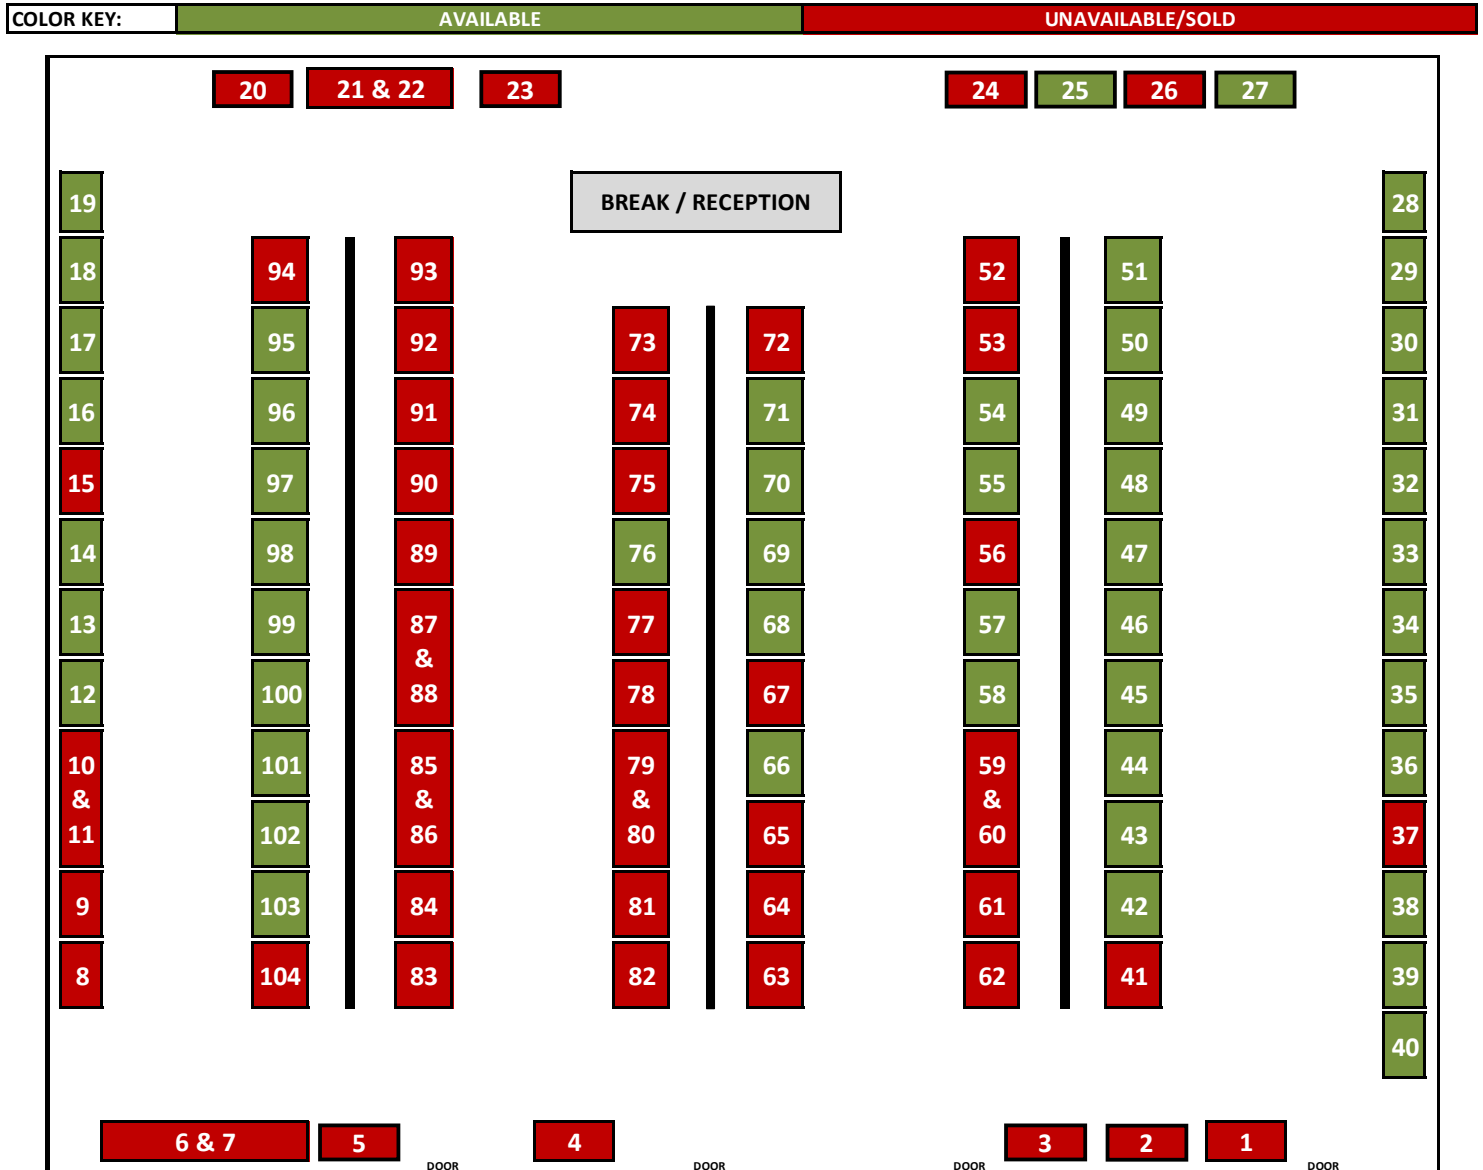 COLOR KEY: AVAILABLE UNAVAILABLE/SOLD
20 21 & 22 23 24 25 26 27
19 BREAK / RECEPTION 28
18 94 93 52 51 29
17 95 92 73 72 53 50 30
16 96 91 74 71 54 49 31
15 97 90 75 70 55 48 32
14 98 89 76 69 56 47 33
13 99 87 77 68 57 46 34
&
12 100 88 78 67 58 45 35
10 101 85 79 66 59 44 36
& & & &
11 102 86 80 65 60 43 37
9 103 84 81 64 61 42 38
8 104 83 82 63 62 41 39
40
6 & 7 5 4 3 2 1
DOOR DOOR DOOR DOOR